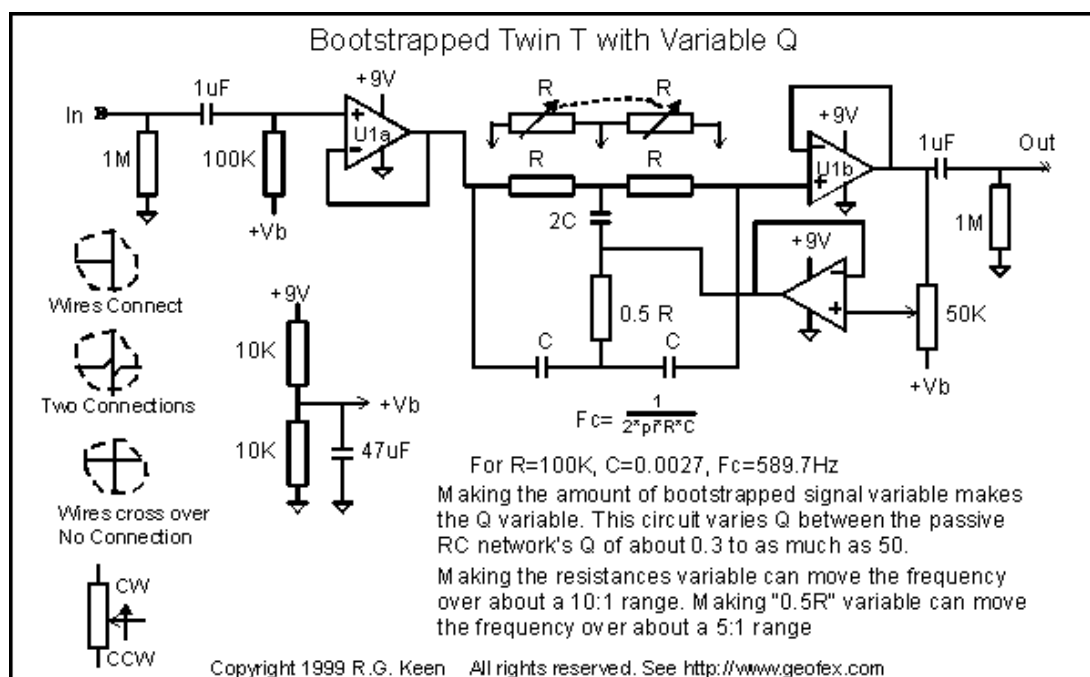 Bootstrapped Twin T with Variable Q
In
1uF
+9V
U1a
1M
100K
+Vb
R
R
R
R
2C
0.5 R
C
C
+9V
U1b
1uF
Out
1M
+9V
50K
+Vb
Wires Connect
Two Connections
Wires cross over
No Connection
CW
CCW
+9V
10K
10K
+Vb
47uF
Fc= 1
2*pi*R*C
For R=100K, C=0.0027, Fc=589.7Hz
Making the amount of bootstrapped signal variable makes
the Q variable. This circuit varies Q between the passive
RC network's Q of about 0.3 to as much as 50.
Making the resistances variable can move the frequency
over about a 10:1 range. Making "0.5R" variable can move
the frequency over about a 5:1 range
Copyright 1999 R.G. Keen All rights reserved. See http://www.geofex.com